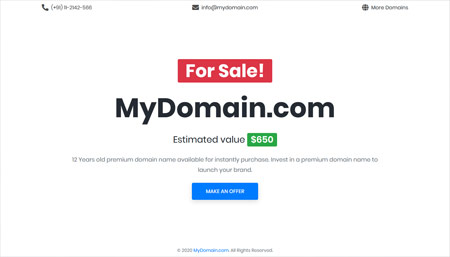 (+91) 11-2142-566
info@mydomain.com
More Domains
For Sale!
MyDomain.com
Estimated value $650
12 Years old premium domain name available for instantly purchase. Invest in a premium domain name to
launch your brand.
MAKE AN OFFER
© 2020 MyDomain.com. All Rights Reserved.